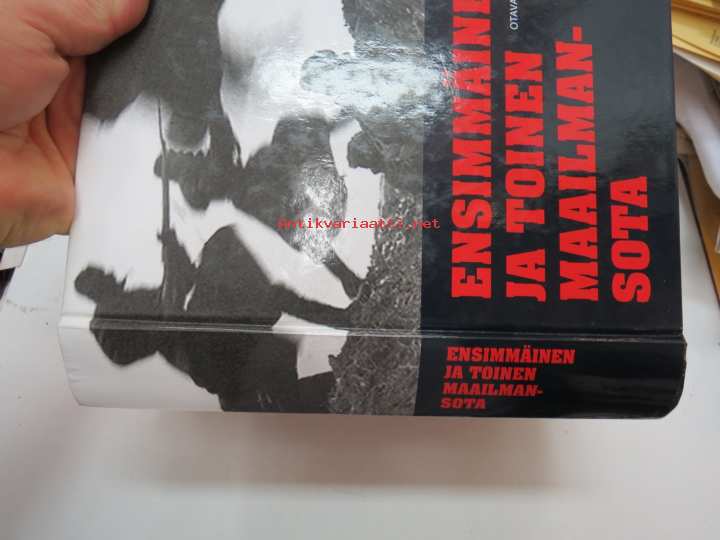 OTAVA
ENSIMMÄINEN
JA TOINEN
MAAILMAN-
SOTA
ENSIMMÄINEN
JA TOINEN
MAAILMAN-
SOTA
antikvariaatti.net